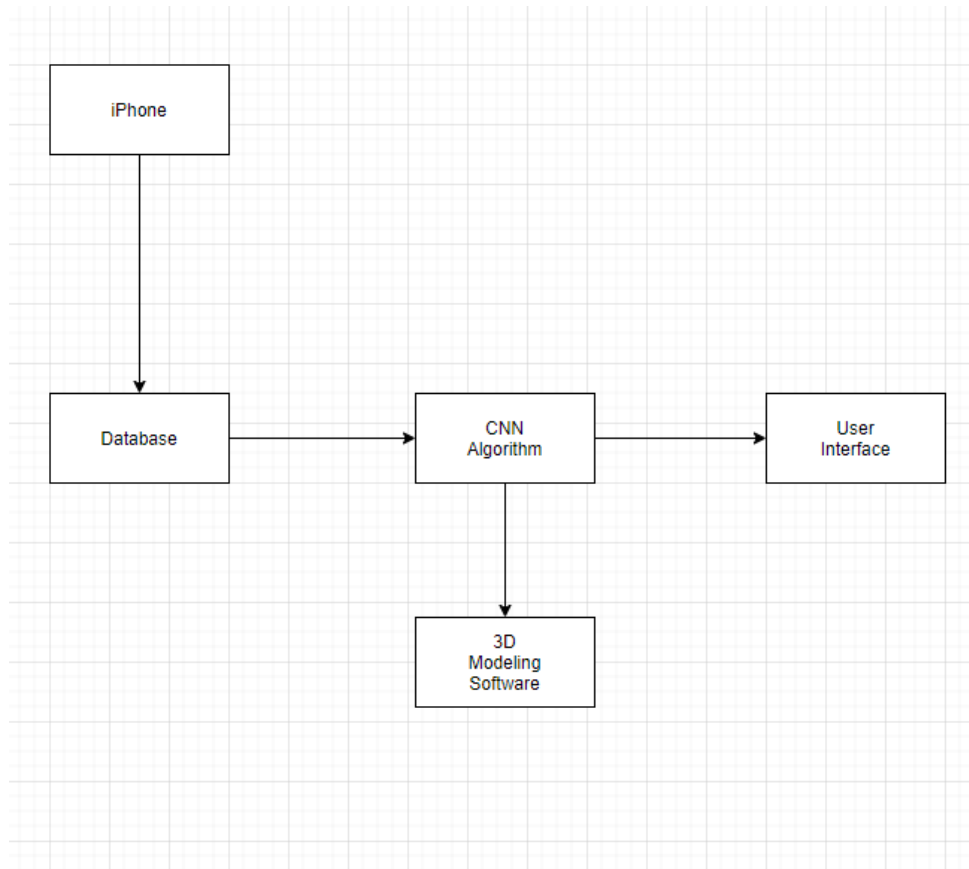 iPhone
Database
CNN
Algorithm
User
Interface
3D
Modeling
Software